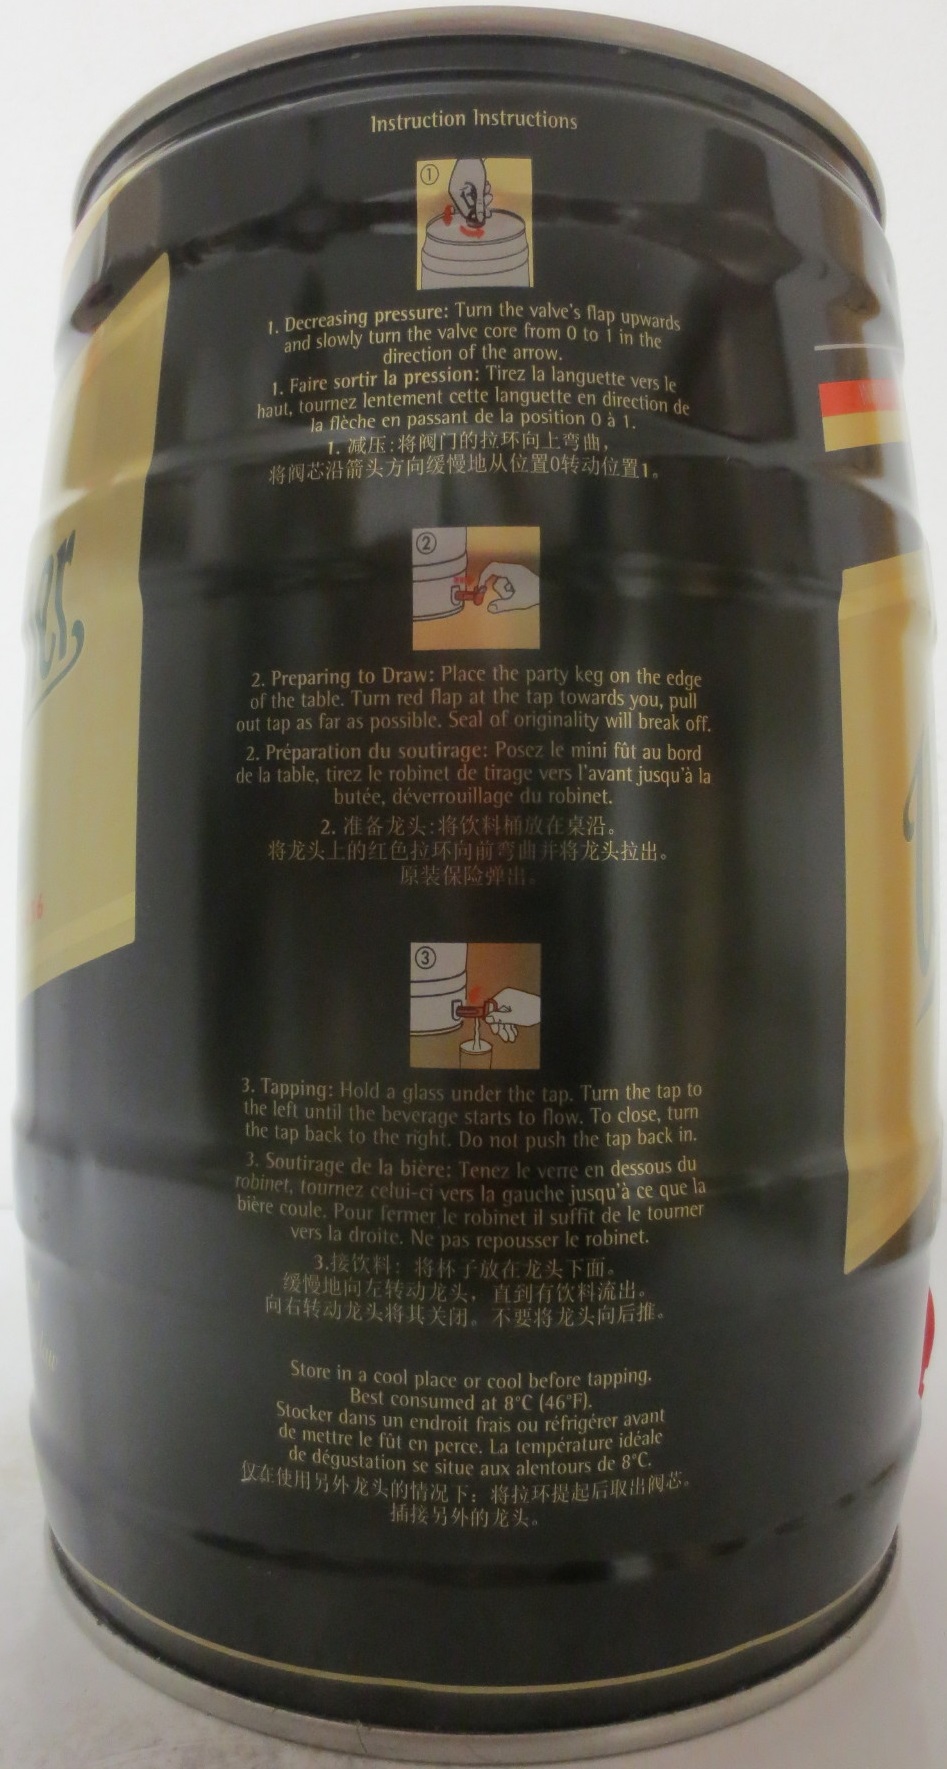 Instruction Instructions
1
1. Decreasing pressure: Turn the valve's flap upwards
and slowly turn the valve core from 0 to 1 in the
direction of the arrow.
1. Faire sortir la pression: Tirez la languette vers le
haut, tournez lentement cette languette en direction de
la flèche en passant de la position 0 à 1.
1. 减压:将阀门的拉环向上弯曲,
将阀芯沿箭头方向缓慢地从位置0转动位置1。
2
2. Preparing to Draw: Place the party keg on the edge
of the table. Turn red flap at the tap towards you, pull
out tap as far as possible. Seal of originality will break off.
2. Préparation du soutirage: Posez le mini fût au bord
de la table, tirez le robinet de tirage vers l'avant jusqu'à la
butée, déverrouillage du robinet.
2. 准备龙头:将饮料桶放在桌沿。
将龙头上的红色拉环向前弯曲并将龙头拉出。
原装保险弹出。
3
3. Tapping: Hold a glass under the tap. Turn the tap to
the left until the beverage starts to flow. To close, turn
the tap back to the right. Do not push the tap back in.
3. Soutirage de la bière: Tenez le verre en dessous du
robinet, tournez celui-ci vers la gauche jusqu'à ce que la
bière coule. Pour fermer le robinet il suffit de le tourner
vers la droite. Ne pas repousser le robinet.
3.接饮料: 将杯子放在龙头下面。
缓慢地向左转动龙头, 直到有饮料流出。
向右转动龙头将其关闭。不要将龙头向后推。
Store in a cool place or cool before tapping.
Best consumed at 8°C (46°F).
Stocker dans un endroit frais ou réfrigérer avant
de mettre le fût en perce. La température idéale
de dégustation se situe aux alentours de 8°C.
仅在使用另外龙头的情况下: 将拉环提起后取出阀芯。
插接另外的龙头。